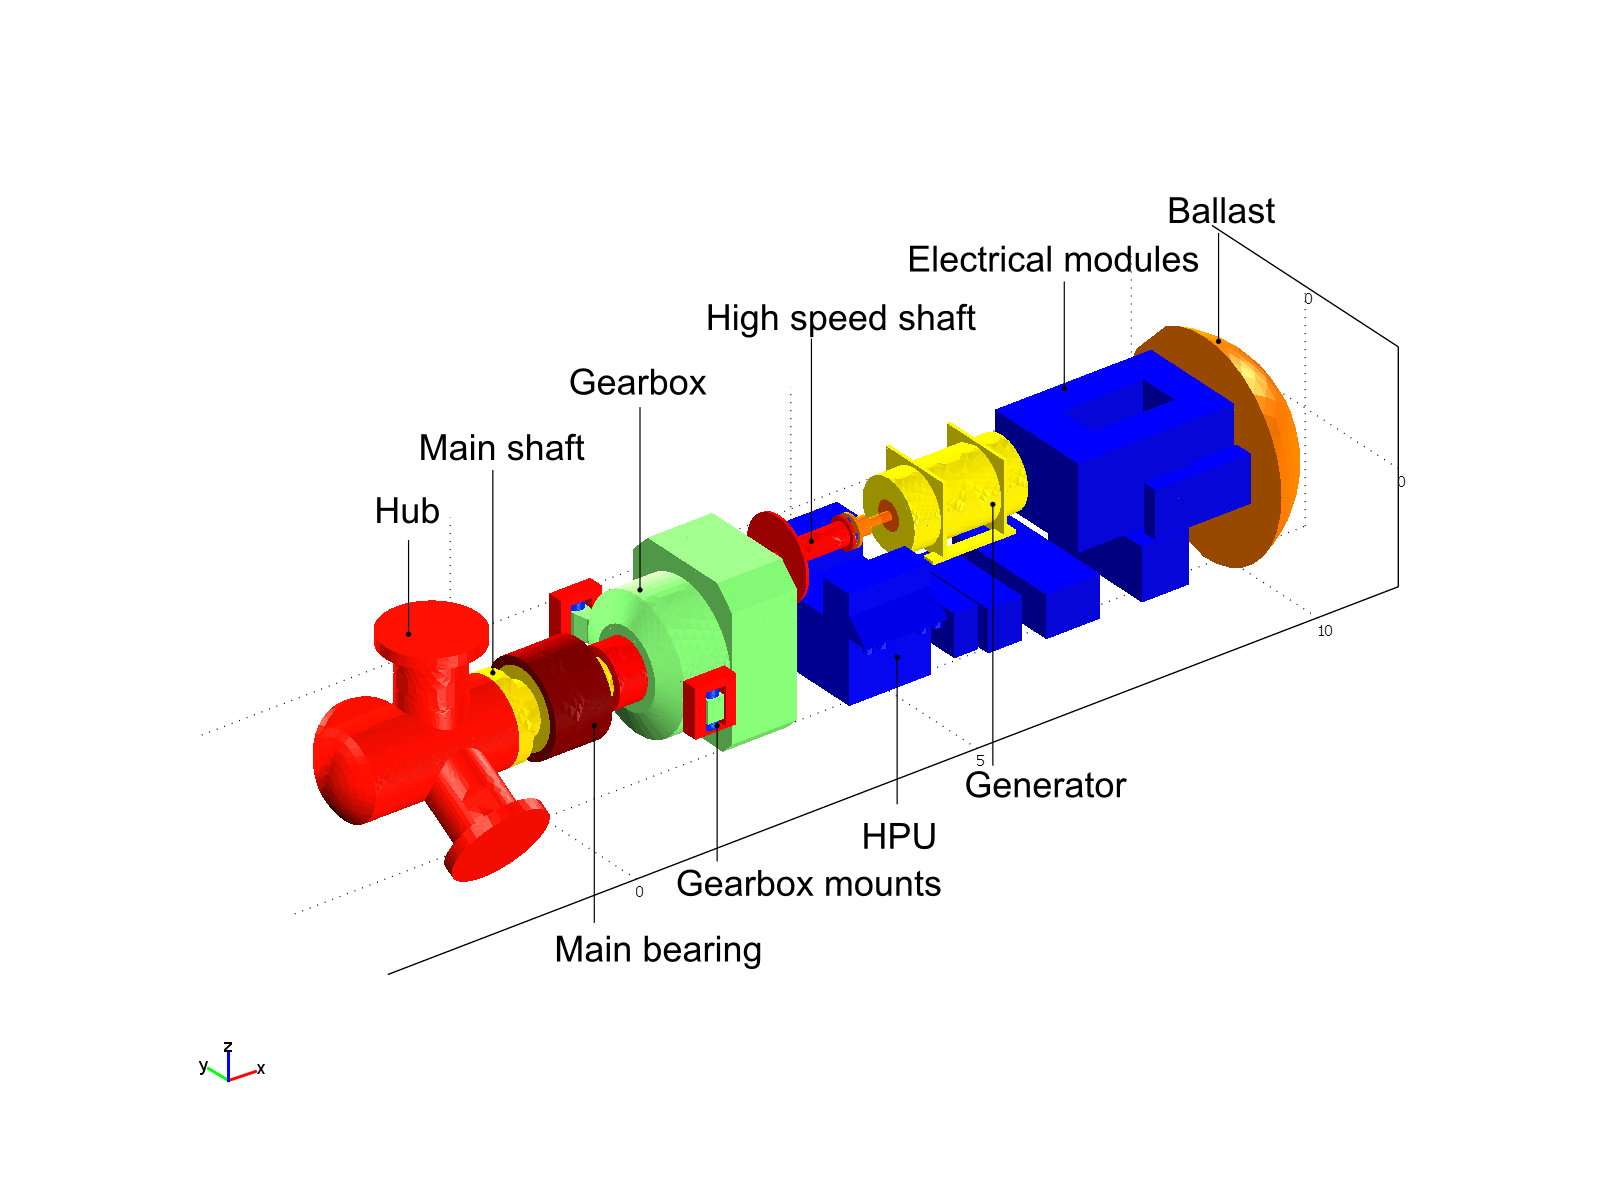 Ballast
Electrical modules
0
High speed shaft
Gearbox
Main shaft
0
Hub
10
5
Generator
HPU
Gearbox mounts
0
Main bearing
z
y
x